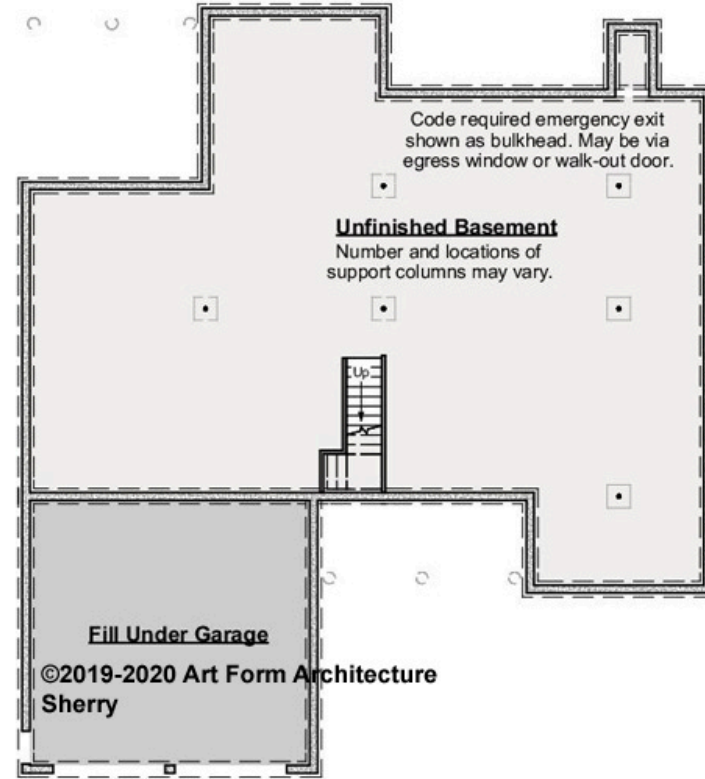 Code required emergency exit
shown as bulkhead. May be via
egress window or walk-out door.
Unfinished Basement
Number and locations of
support columns may vary.
Up
Fill Under Garage
©2019-2020 Art Form Architecture
Sherry